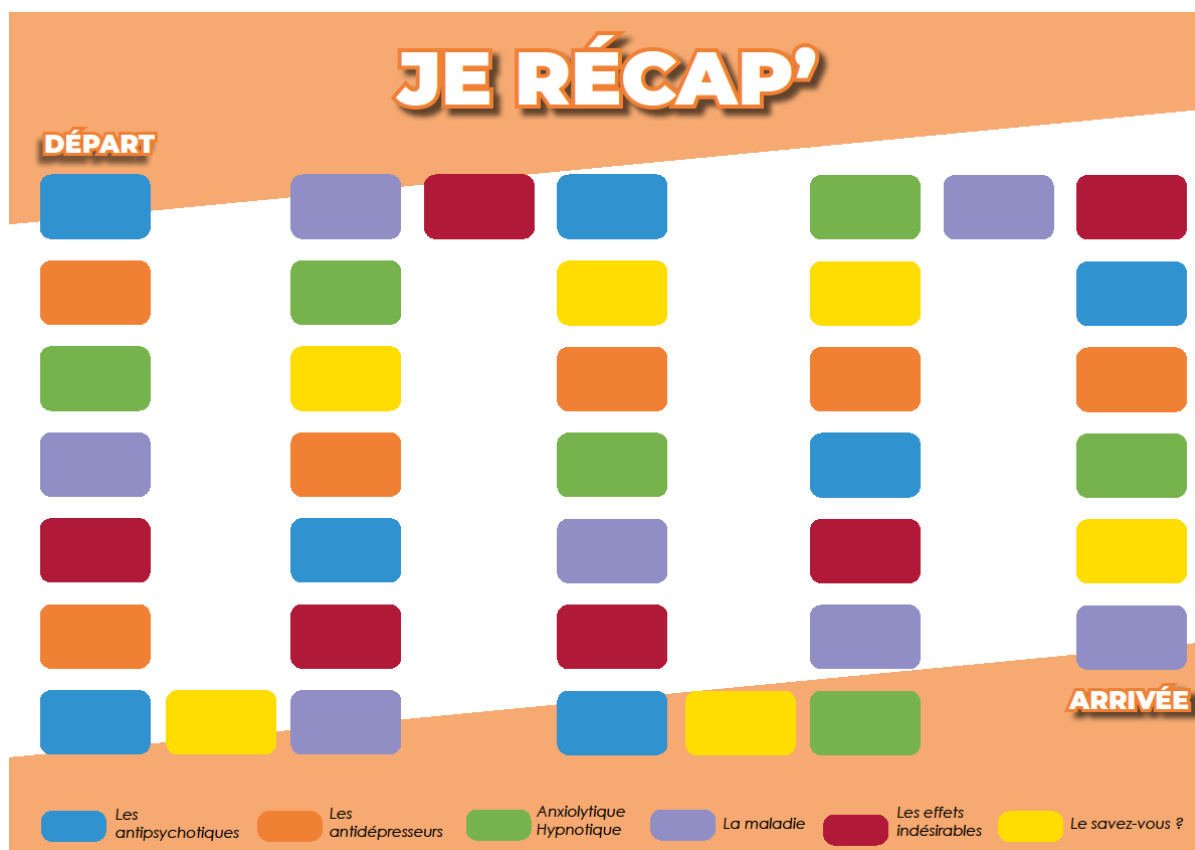 JE RÉCAP'
DÉPART
ARRIVÉE
Les
antipsychotiques
Les
antidépresseurs
Anxiolytique
Hypnotique
La maladie
Les effets
indésirables
Le savez-vous ?